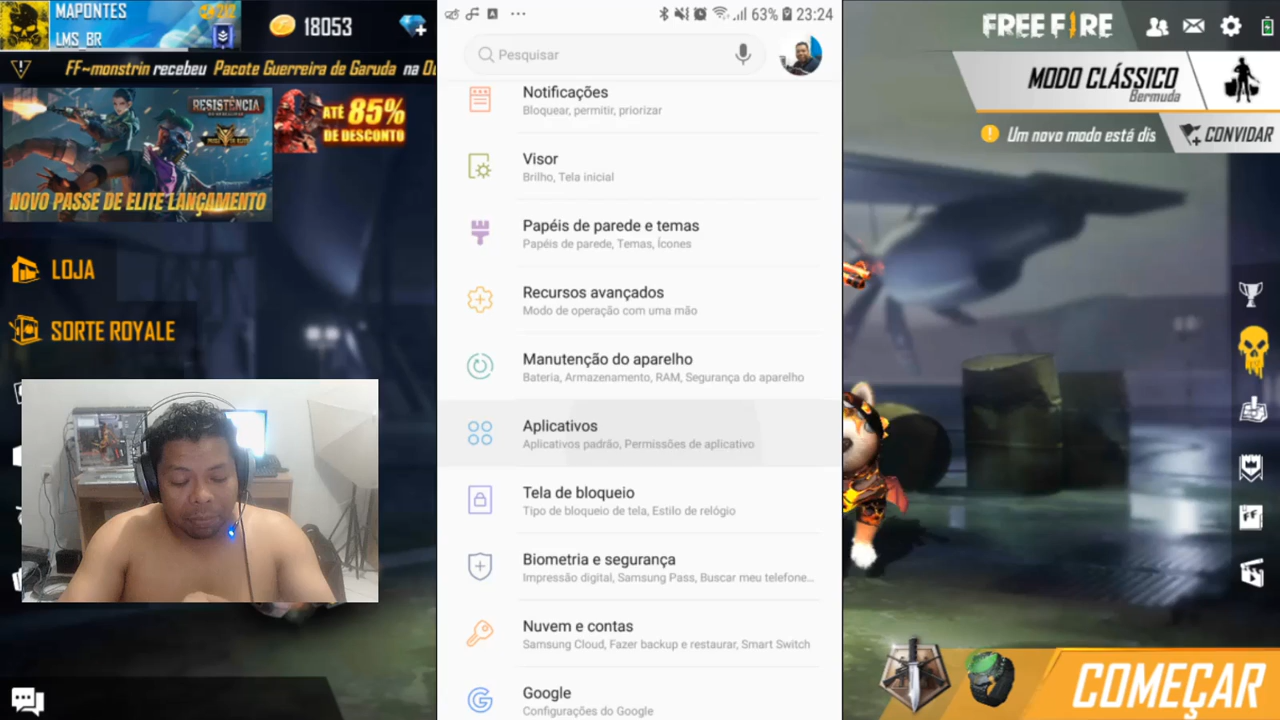 MAPONTES
LMS_BR
212
18053
FF~monstrin recebeu Pacote Guerreira de Garuda na
RESISTÊNCIA
ATÉ 85%
DE DESCONTO
NOVO PASSE DE ELITE LANÇAMENTO
LOJA
SORTE ROYALE
63% 23:24
Pesquisar
Notificações
Bloquear, permitir, priorizar
Visor
Brilho, Tela inicial
Papéis de parede e temas
Papéis de parede, Temas, Ícones
Recursos avançados
Modo de operação com uma mão
Manutenção do aparelho
Bateria, Armazenamento, RAM, Segurança do aparelho
Aplicativos
Aplicativos padrão, Permissões de aplicativo
Tela de bloqueio
Tipo de bloqueio de tela, Estilo de relógio
Biometria e segurança
Impressão digital, Samsung Pass, Buscar meu telefone...
Nuvem e contas
Samsung Cloud, Fazer backup e restaurar, Smart Switch
Google
Configurações do Google
FREE FIRE
MODO CLÁSSICO
Bermuda
Um novo modo está dis
CONVIDAR
FF
COMEÇAR